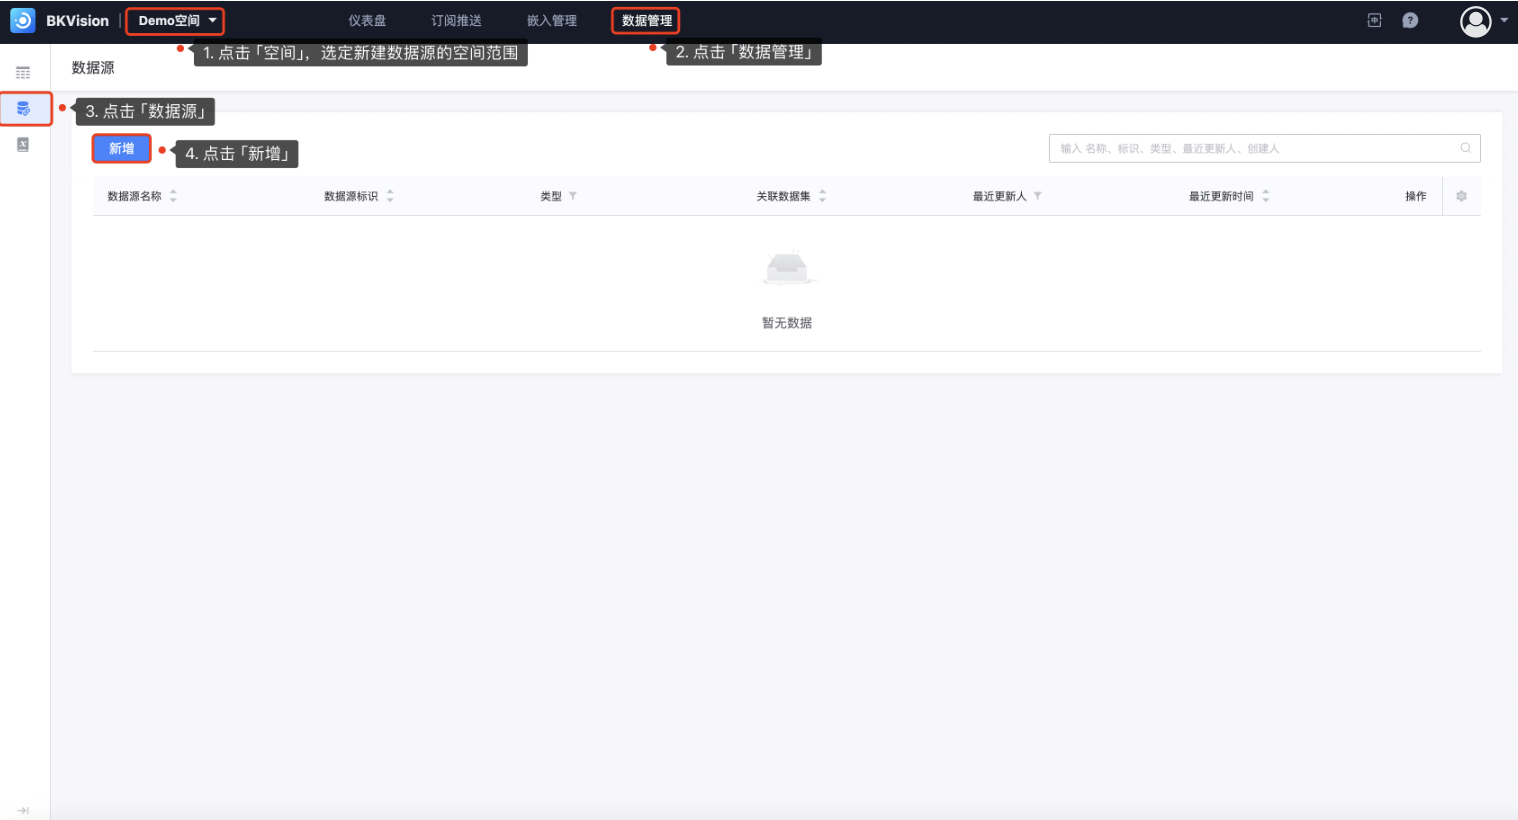 BKVision | Demo空间 仪表盘 订阅推送 嵌入管理 数据管理
1. 点击「空间」，选定新建数据源的空间范围
2. 点击「数据管理」
数据源
3. 点击「数据源」
新增
4. 点击「新增」
输入 名称、标识、类型、最近更新人、创建人
数据源名称 数据源标识 类型 关联数据集 最近更新人 最近更新时间 操作
暂无数据